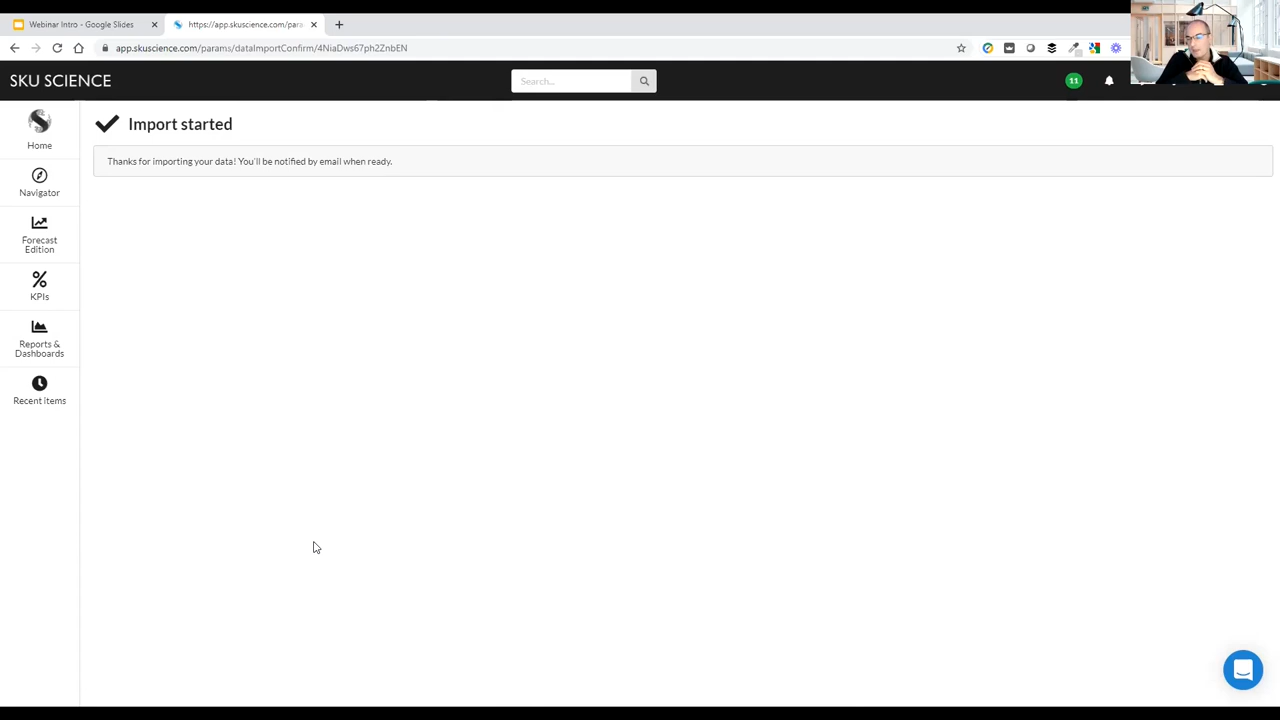 Webinar Intro - Google Slides
https://app.skuscience.com/para
app.skuscience.com/params/dataImportConfirm/4NiaDws67ph2ZnbEN
SKU SCIENCE
Search...
11
Import started
Thanks for importing your data! You'll be notified by email when ready.
Home
Navigator
Forecast
Edition
KPIs
Reports &
Dashboards
Recent items